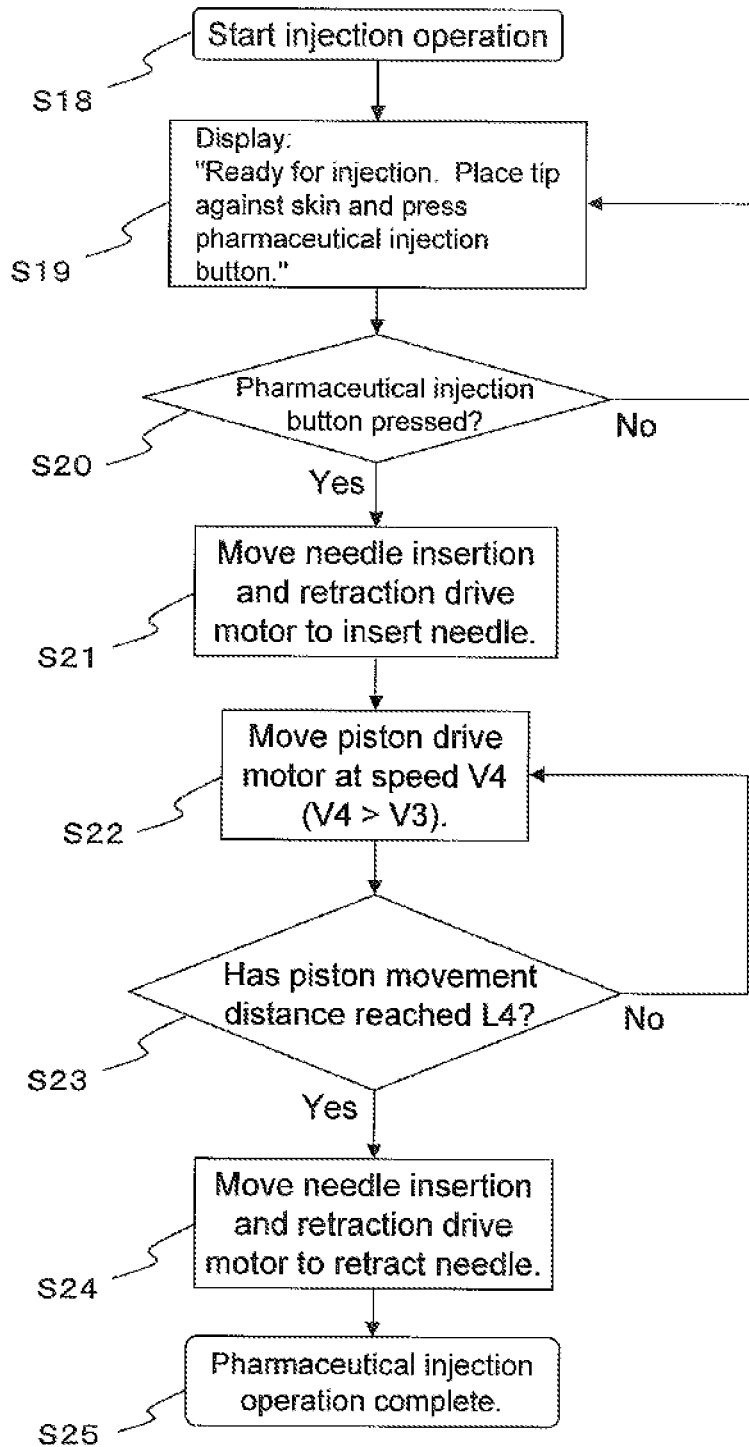 Start injection operation
S18
Display:
"Ready for injection. Place tip
against skin and press
pharmaceutical injection
button."
S19
Pharmaceutical injection
button pressed?
No
S20
Yes
Move needle insertion
and retraction drive
motor to insert needle.
S21
Move piston drive
motor at speed V4
(V4 > V3).
S22
Has piston movement
distance reached L4?
No
S23
Yes
Move needle insertion
and retraction drive
motor to retract needle.
S24
Pharmaceutical injection
operation complete.
S25